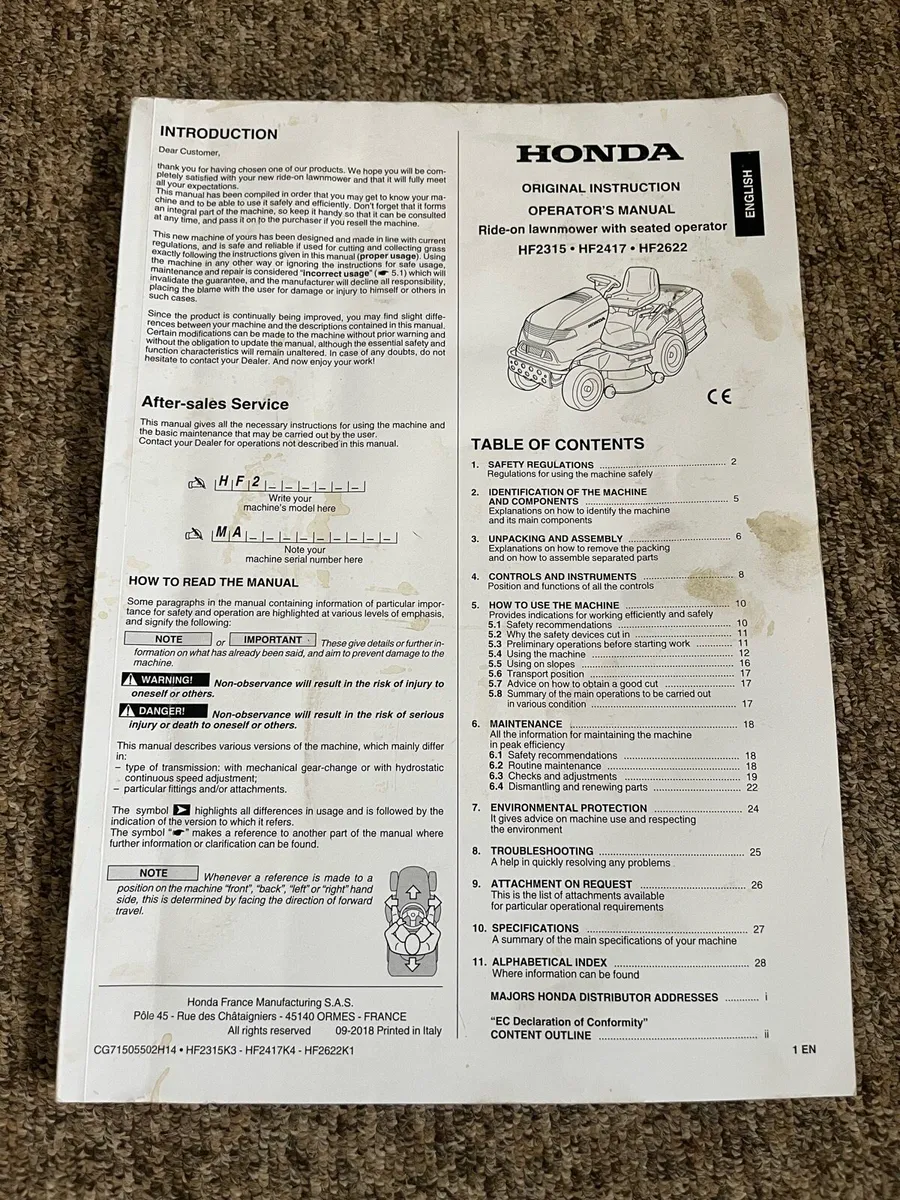 INTRODUCTION
Dear Customer,
thank you for having chosen one of our products. We hope you will be com-
pletely satisfied with your new ride-on lawnmower and that it will fully meet
all your expectations.
This manual has been compiled in order that you may get to know your ma-
chine and to be able to use it safely and efficiently. Don't forget that it forms
an integral part of the machine, so keep it handy so that it can be consulted
at any time, and pass it on to the purchaser if you resell the machine.
This new machine of yours has been designed and made in line with current
regulations, and is safe and reliable if used for cutting and collecting grass
exactly following the instructions given in this manual (proper usage). Using
the machine in any other way or ignoring the instructions for safe usage,
maintenance and repair is considered "incorrect usage" (☛ 5.1) which will
invalidate the guarantee, and the manufacturer will decline all responsibility,
placing the blame with the user for damage or injury to himself or others in
such cases.
Since the product is continually being improved, you may find slight diffe-
rences between your machine and the descriptions contained in this manual.
Certain modifications can be made to the machine without prior warning and
without the obligation to update the manual, although the essential safety and
function characteristics will remain unaltered. In case of any doubts, do not
hesitate to contact your Dealer. And now enjoy your work!
After-sales Service
This manual gives all the necessary instructions for using the machine and
the basic maintenance that may be carried out by the user.
Contact your Dealer for operations not described in this manual.
H F 2 _ _ _ _ _ _
Write your
machine's model here
M A _ _ _ _ _ _ _ _ _
Note your
machine serial number here
HOW TO READ THE MANUAL
Some paragraphs in the manual containing information of particular impor-
tance for safety and operation are highlighted at various levels of emphasis,
and signify the following:
NOTE or IMPORTANT These give details or further in-
formation on what has already been said, and aim to prevent damage to the
machine.
WARNING! Non-observance will result in the risk of injury to
oneself or others.
DANGER! Non-observance will result in the risk of serious
injury or death to oneself or others.
This manual describes various versions of the machine, which mainly differ
in:
– type of transmission: with mechanical gear-change or with hydrostatic
continuous speed adjustment;
– particular fittings and/or attachments.
The symbol ➤ highlights all differences in usage and is followed by the
indication of the version to which it refers.
The symbol "☛" makes a reference to another part of the manual where
further information or clarification can be found.
NOTE Whenever a reference is made to a
position on the machine "front", "back", "left" or "right" hand
side, this is determined by facing the direction of forward
travel.
Honda France Manufacturing S.A.S.
Pôle 45 - Rue des Châtaigniers - 45140 ORMES - FRANCE
All rights reserved 09-2018 Printed in Italy
CG71505502H14 • HF2315K3 - HF2417K4 - HF2622K1
HONDA
ENGLISH
ORIGINAL INSTRUCTION
OPERATOR'S MANUAL
Ride-on lawnmower with seated operator
HF2315 • HF2417 • HF2622
HONDA
CE
TABLE OF CONTENTS
1. SAFETY REGULATIONS ........ 2
Regulations for using the machine safely
2. IDENTIFICATION OF THE MACHINE
AND COMPONENTS ........ 5
Explanations on how to identify the machine
and its main components
3. UNPACKING AND ASSEMBLY ........ 6
Explanations on how to remove the packing
and on how to assemble separated parts
4. CONTROLS AND INSTRUMENTS ........ 8
Position and functions of all the controls
5. HOW TO USE THE MACHINE ........ 10
Provides indications for working efficiently and safely
5.1 Safety recommendations ........ 10
5.2 Why the safety devices cut in ........ 11
5.3 Preliminary operations before starting work ........ 11
5.4 Using the machine ........ 12
5.5 Using on slopes ........ 16
5.6 Transport position ........ 17
5.7 Advice on how to obtain a good cut ........ 17
5.8 Summary of the main operations to be carried out
in various condition ........ 17
6. MAINTENANCE ........ 18
All the information for maintaining the machine
in peak efficiency
6.1 Safety recommendations ........ 18
6.2 Routine maintenance ........ 18
6.3 Checks and adjustments ........ 19
6.4 Dismantling and renewing parts ........ 22
7. ENVIRONMENTAL PROTECTION ........ 24
It gives advice on machine use and respecting
the environment
8. TROUBLESHOOTING ........ 25
A help in quickly resolving any problems
9. ATTACHMENT ON REQUEST ........ 26
This is the list of attachments available
for particular operational requirements
10. SPECIFICATIONS ........ 27
A summary of the main specifications of your machine
11. ALPHABETICAL INDEX ........ 28
Where information can be found
MAJORS HONDA DISTRIBUTOR ADDRESSES ........ i
"EC Declaration of Conformity"
CONTENT OUTLINE ........ ii
1 EN